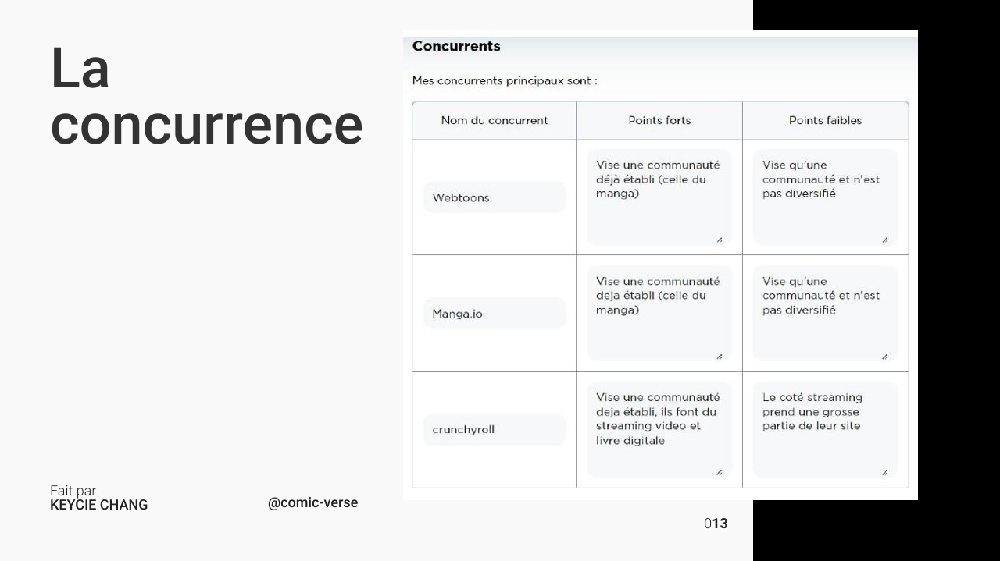 La
concurrence
Concurrents
Mes concurrents principaux sont :
Nom du concurrent
Points forts
Points faibles
Webtoons
Vise une communauté
déjà établi (celle du
manga)
Vise qu'une
communauté et n'est
pas diversifié
Manga.io
Vise une communauté
deja établi (celle du
manga)
Vise qu'une
communauté et n'est
pas diversifié
crunchyroll
Vise une communauté
deja établi, ils font du
streaming video et
livre digitale
Le coté streaming
prend une grosse
partie de leur site
Fait par
KEYCIE CHANG
@comic-verse
013